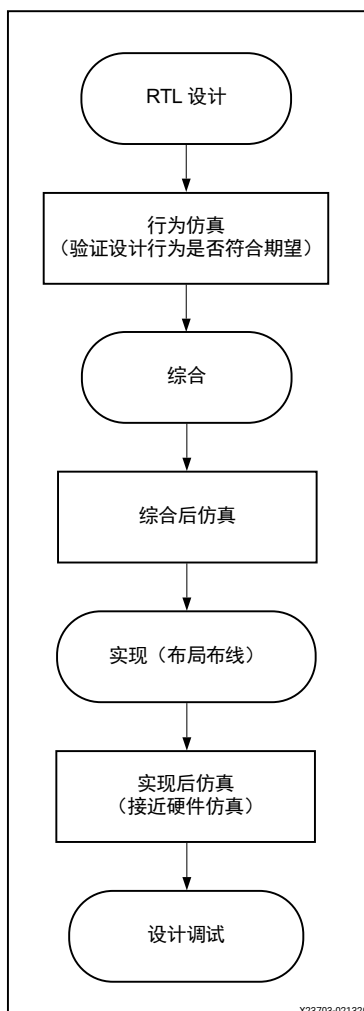 RTL 设计
行为仿真
（验证设计行为是否符合期望）
综合
综合后仿真
实现（布局布线）
实现后仿真
（接近硬件仿真）
设计调试